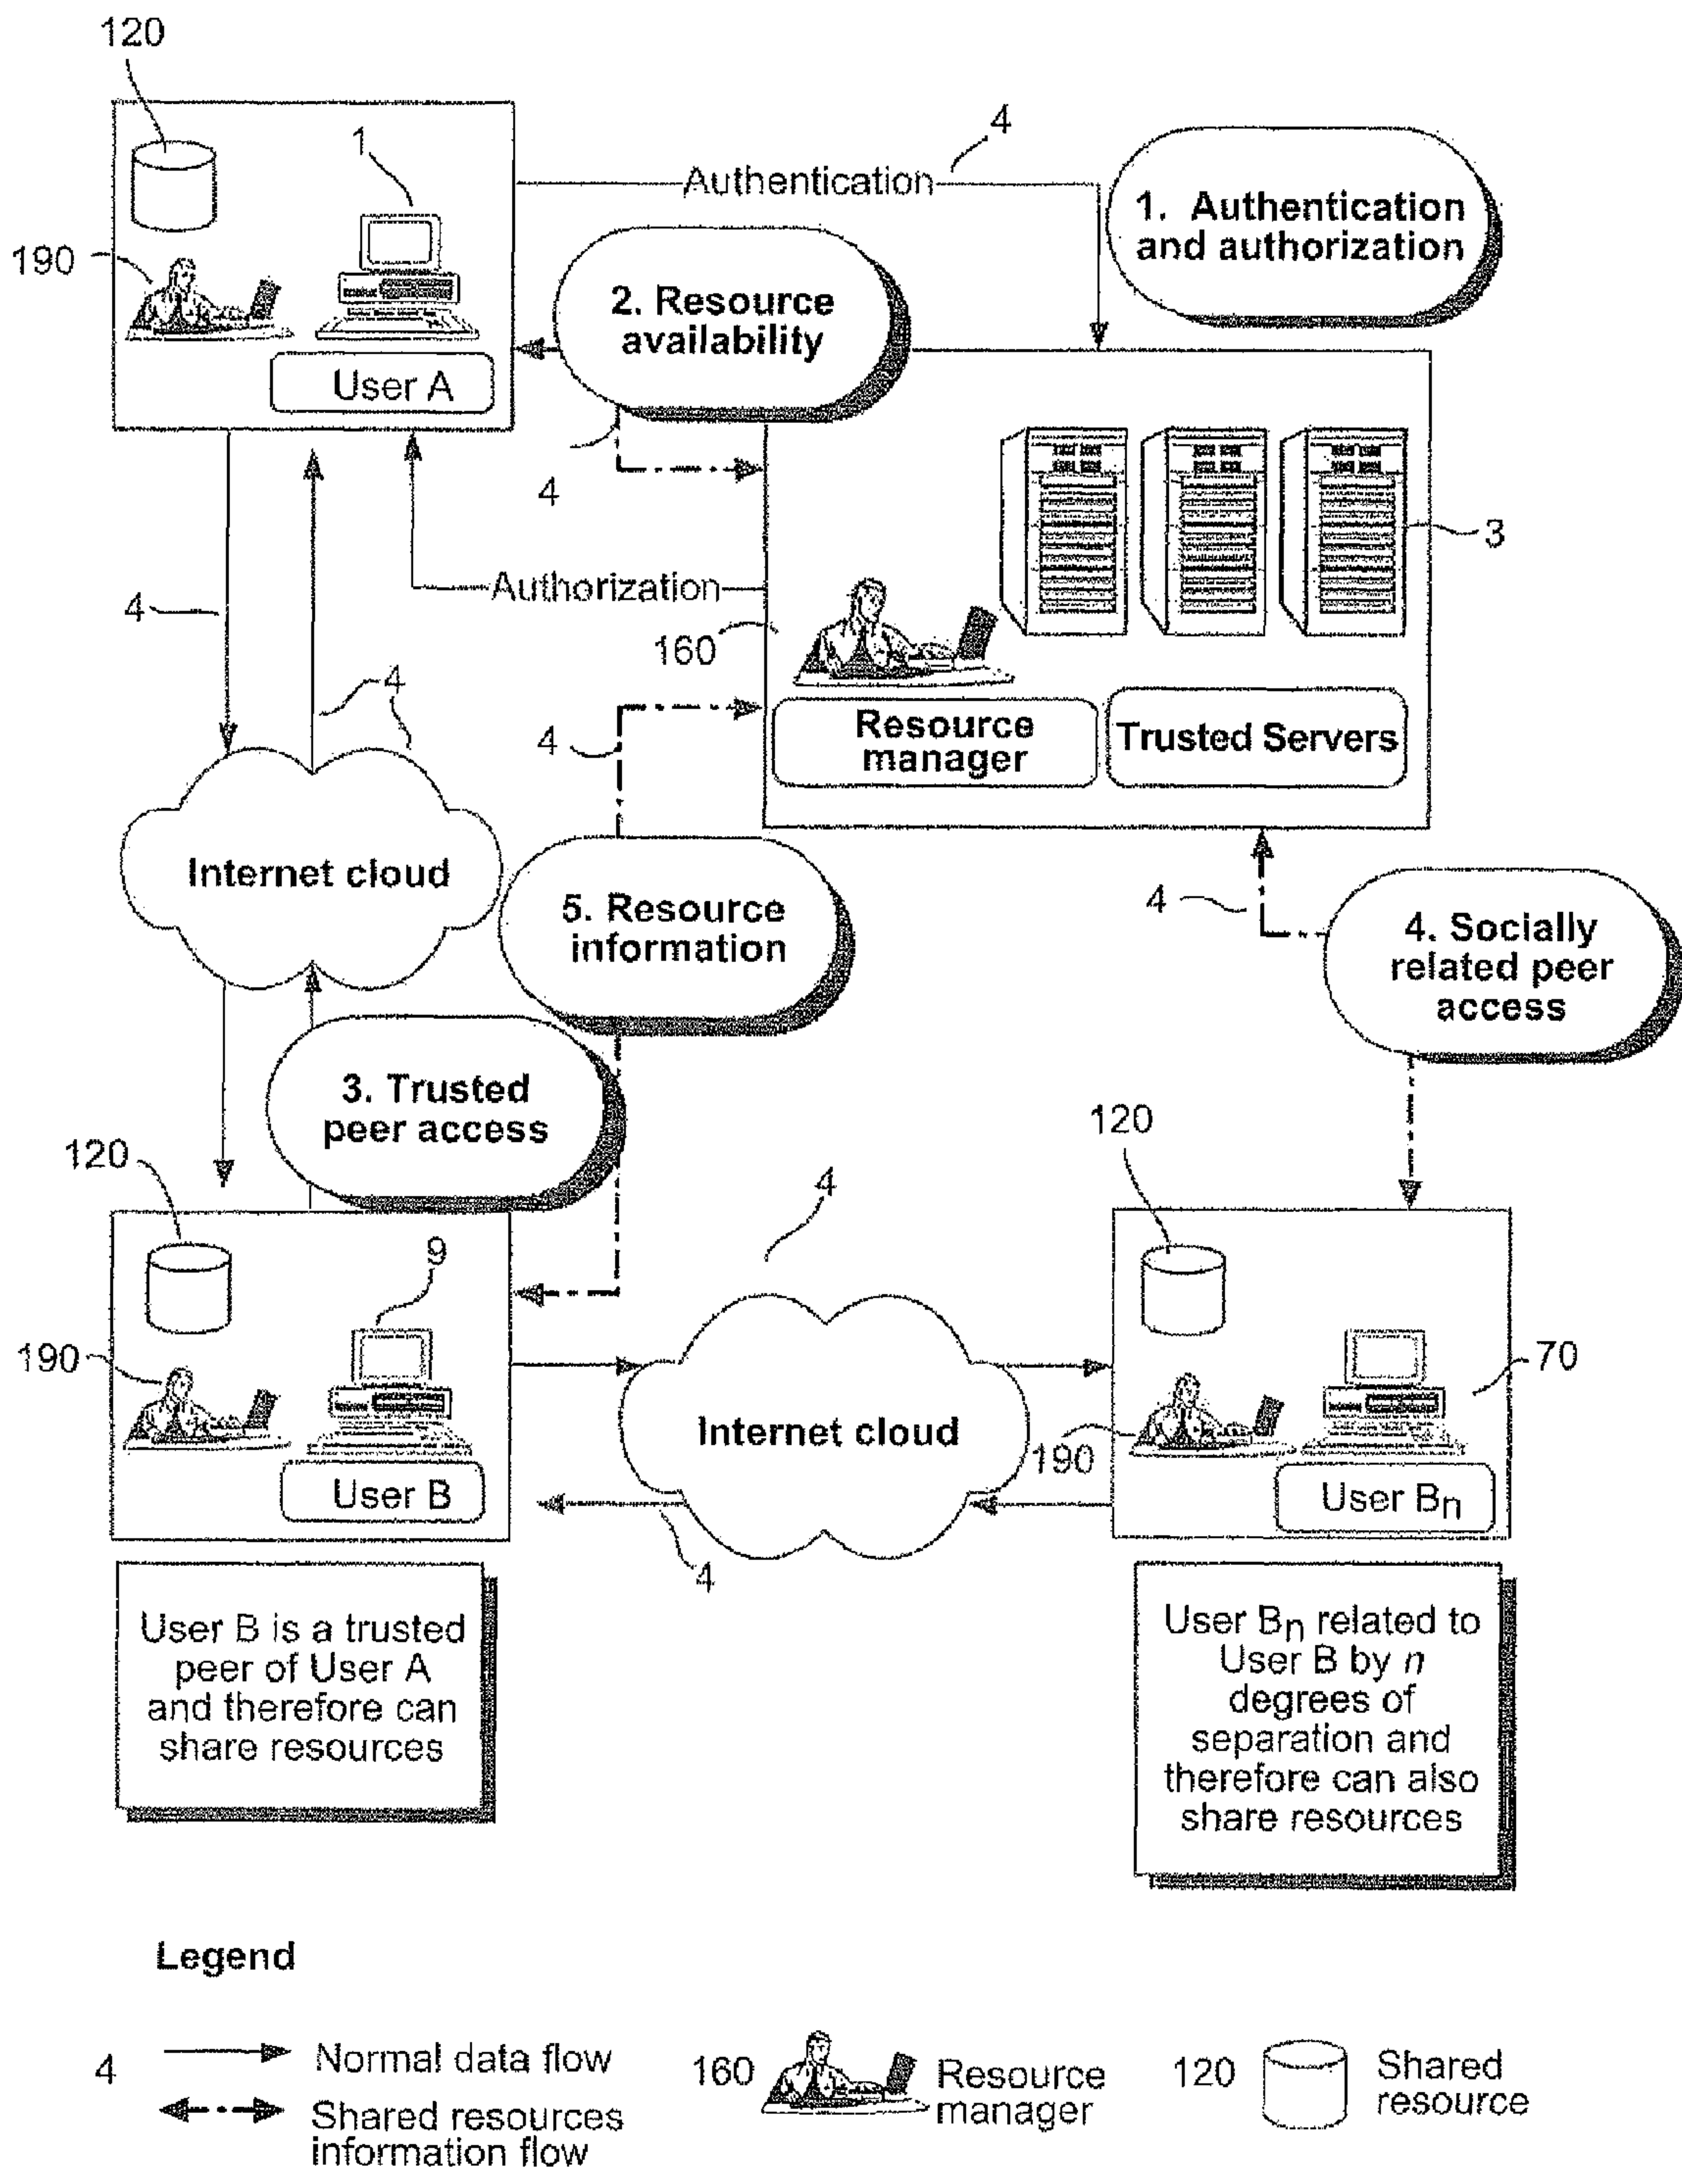 120
1
4
Authentication
1. Authentication
and authorization
190
2. Resource
availability
User A
4
3
Authorization
4
160
4
4
Resource
manager
Trusted Servers
Internet cloud
5. Resource
information
4
4. Socially
related peer
access
3. Trusted
peer access
120
120
4
9
190
70
Internet cloud
190
User B
User Bn
4
User B is a trusted
peer of User A
and therefore can
share resources
User Bn related to
User B by n
degrees of
separation and
therefore can also
share resources
Legend
4
Normal data flow
Shared resources
information flow
160
Resource
manager
120
Shared
resource